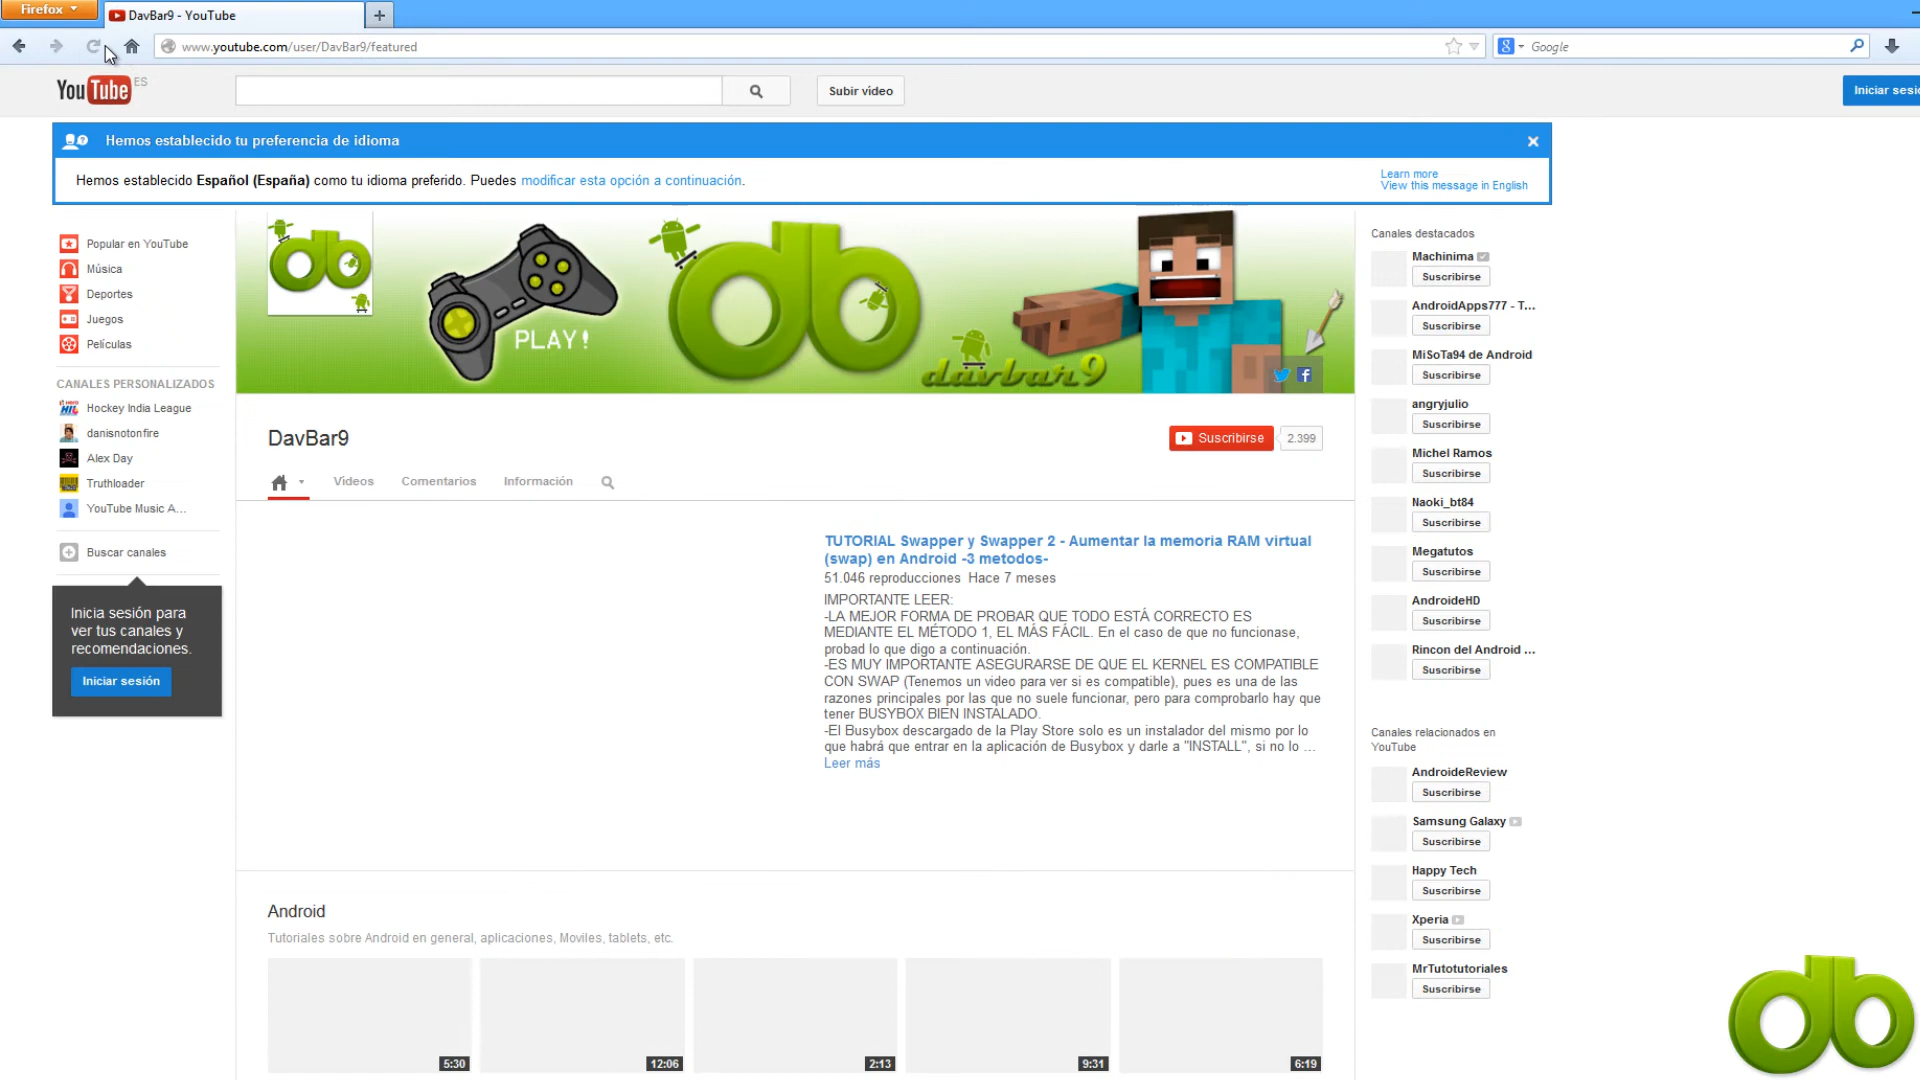 Firefox
DavBar9 - YouTube
www.youtube.com/user/DavBar9/featured
Google
YouTube ES
Subir vídeo
Iniciar sesi
Hemos establecido tu preferencia de idioma
Hemos establecido Español (España) como tu idioma preferido. Puedes modificar esta opción a continuación.
Learn more
View this message in English
Popular en YouTube
Música
Deportes
Juegos
Películas
CANALES PERSONALIZADOS
Hockey India League
danisnotonfire
Alex Day
Truthloader
YouTube Music A...
Buscar canales
Inicia sesión para
ver tus canales y
recomendaciones.
Iniciar sesión
db
PLAY!
db
davbar9
DavBar9
Suscribirse 2.399
Vídeos Comentarios Información
TUTORIAL Swapper y Swapper 2 - Aumentar la memoria RAM virtual
(swap) en Android -3 metodos-
51.046 reproducciones Hace 7 meses
IMPORTANTE LEER:
-LA MEJOR FORMA DE PROBAR QUE TODO ESTÁ CORRECTO ES
MEDIANTE EL MÉTODO 1, EL MÁS FÁCIL. En el caso de que no funcionase,
probad lo que digo a continuación.
-ES MUY IMPORTANTE ASEGURARSE DE QUE EL KERNEL ES COMPATIBLE
CON SWAP (Tenemos un video para ver si es compatible), pues es una de las
razones principales por las que no suele funcionar, pero para comprobarlo hay que
tener BUSYBOX BIEN INSTALADO.
-El Busybox descargado de la Play Store solo es un instalador del mismo por lo
que habrá que entrar en la aplicación de Busybox y darle a "INSTALL", si no lo ...
Leer más
Android
Tutoriales sobre Android en general, aplicaciones, Moviles, tablets, etc.
5:30
12:06
2:13
9:31
6:19
Canales destacados
Machinima
Suscribirse
AndroidApps777 - T...
Suscribirse
MiSoTa94 de Android
Suscribirse
angryjulio
Suscribirse
Michel Ramos
Suscribirse
Naoki_bt84
Suscribirse
Megatutos
Suscribirse
AndroideHD
Suscribirse
Rincon del Android ...
Suscribirse
Canales relacionados en
YouTube
AndroideReview
Suscribirse
Samsung Galaxy
Suscribirse
Happy Tech
Suscribirse
Xperia
Suscribirse
MrTutotutoriales
Suscribirse
db